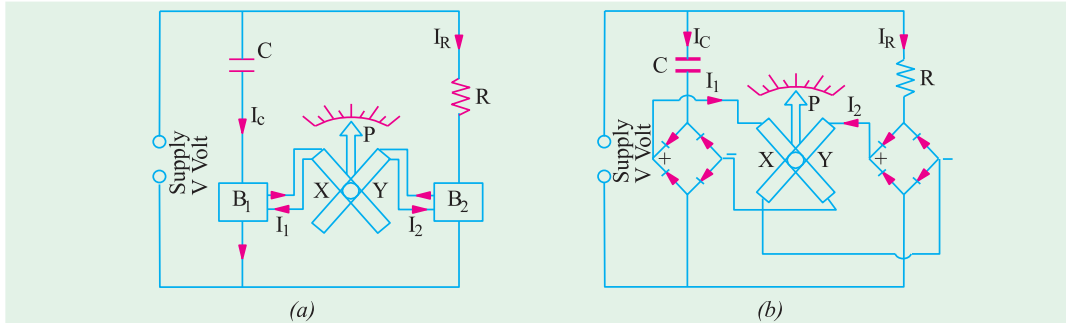 C
I_c
I_R
R
P
Supply
V Volt
X
Y
B_1
B_2
I_1
I_2
(a)
I_C
I_R
C
I_1
I_2
R
P
Supply
V Volt
+
−
X
Y
+
−
(b)